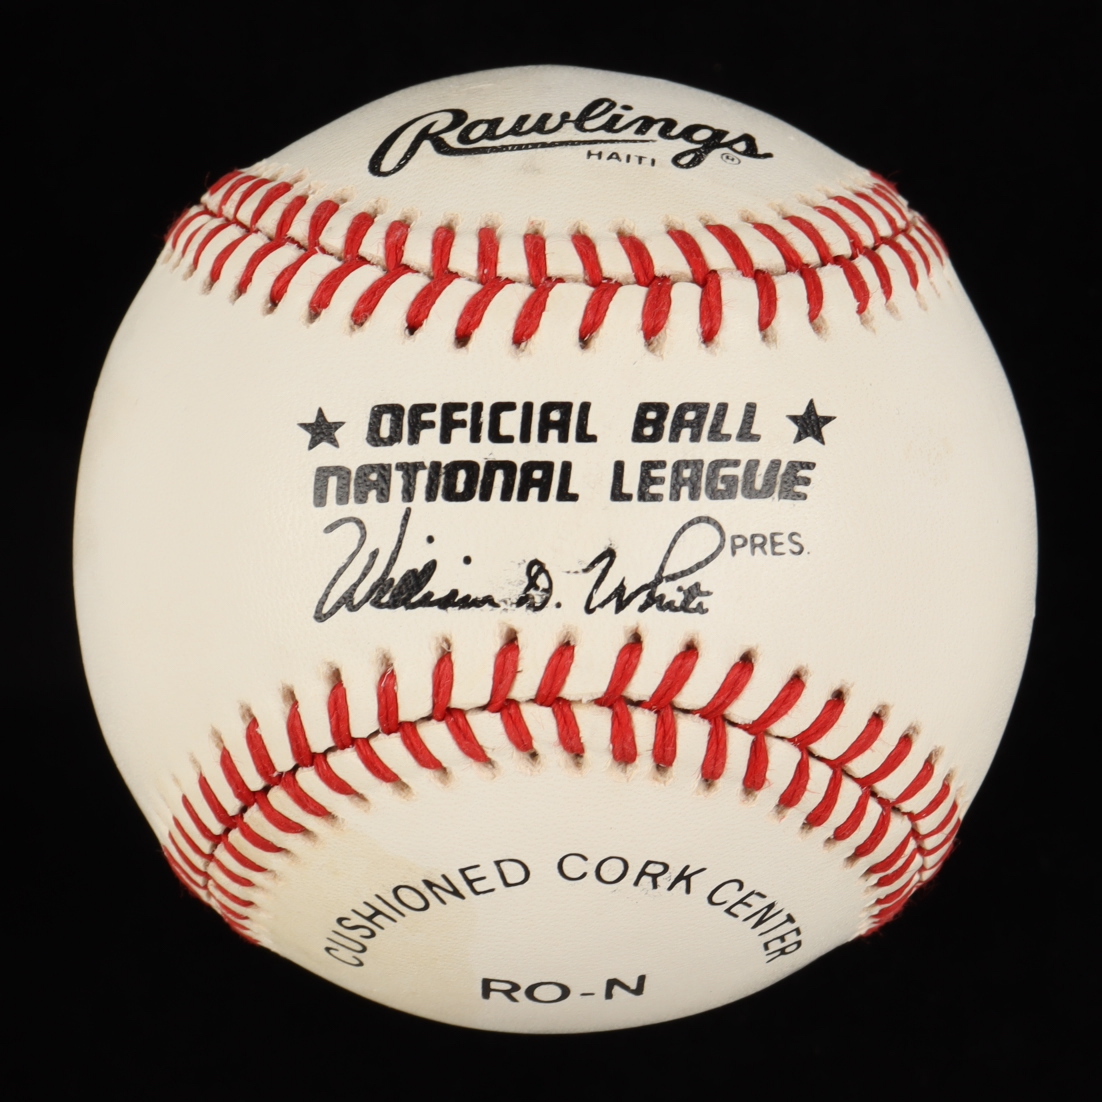 Rawlings
HAITI ®
★ OFFICIAL BALL ★
NATIONAL LEAGUE
William D. White PRES.
CUSHIONED CORK CENTER
RO-N